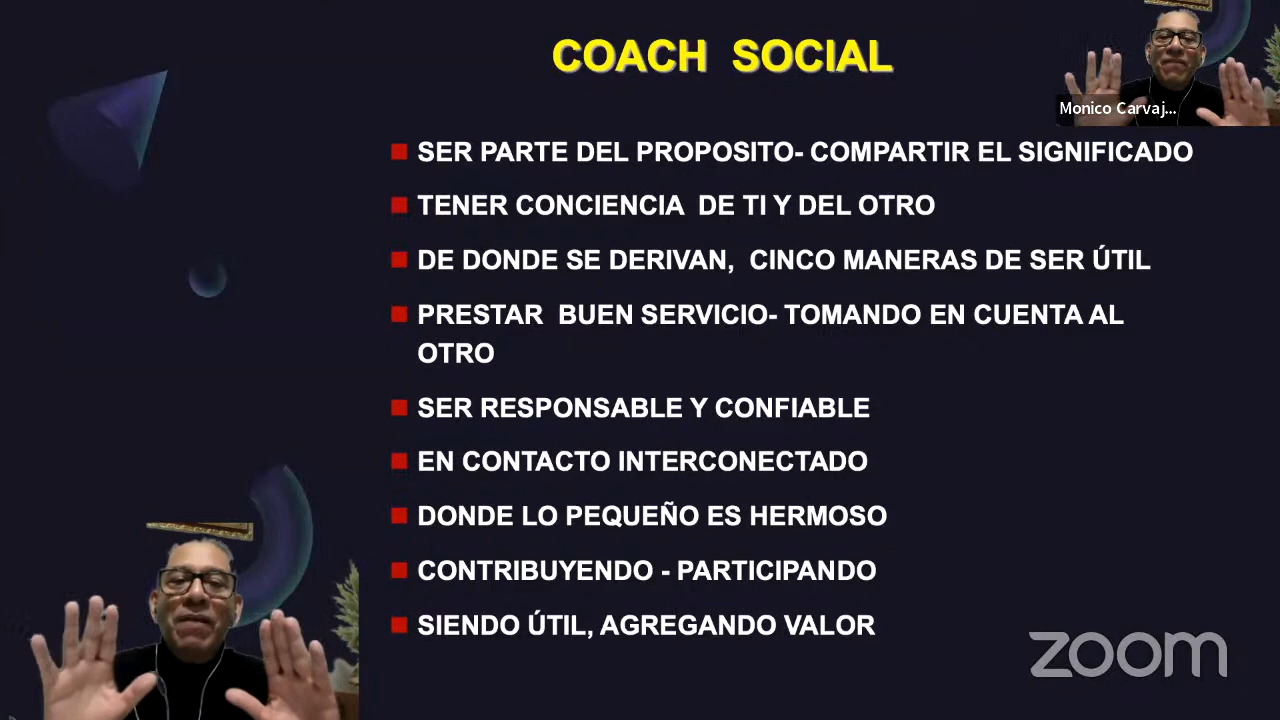 COACH SOCIAL
Monico Carvaj...
SER PARTE DEL PROPOSITO- COMPARTIR EL SIGNIFICADO
TENER CONCIENCIA DE TI Y DEL OTRO
DE DONDE SE DERIVAN, CINCO MANERAS DE SER ÚTIL
PRESTAR BUEN SERVICIO- TOMANDO EN CUENTA AL
OTRO
SER RESPONSABLE Y CONFIABLE
EN CONTACTO INTERCONECTADO
DONDE LO PEQUEÑO ES HERMOSO
CONTRIBUYENDO - PARTICIPANDO
SIENDO ÚTIL, AGREGANDO VALOR
zoom